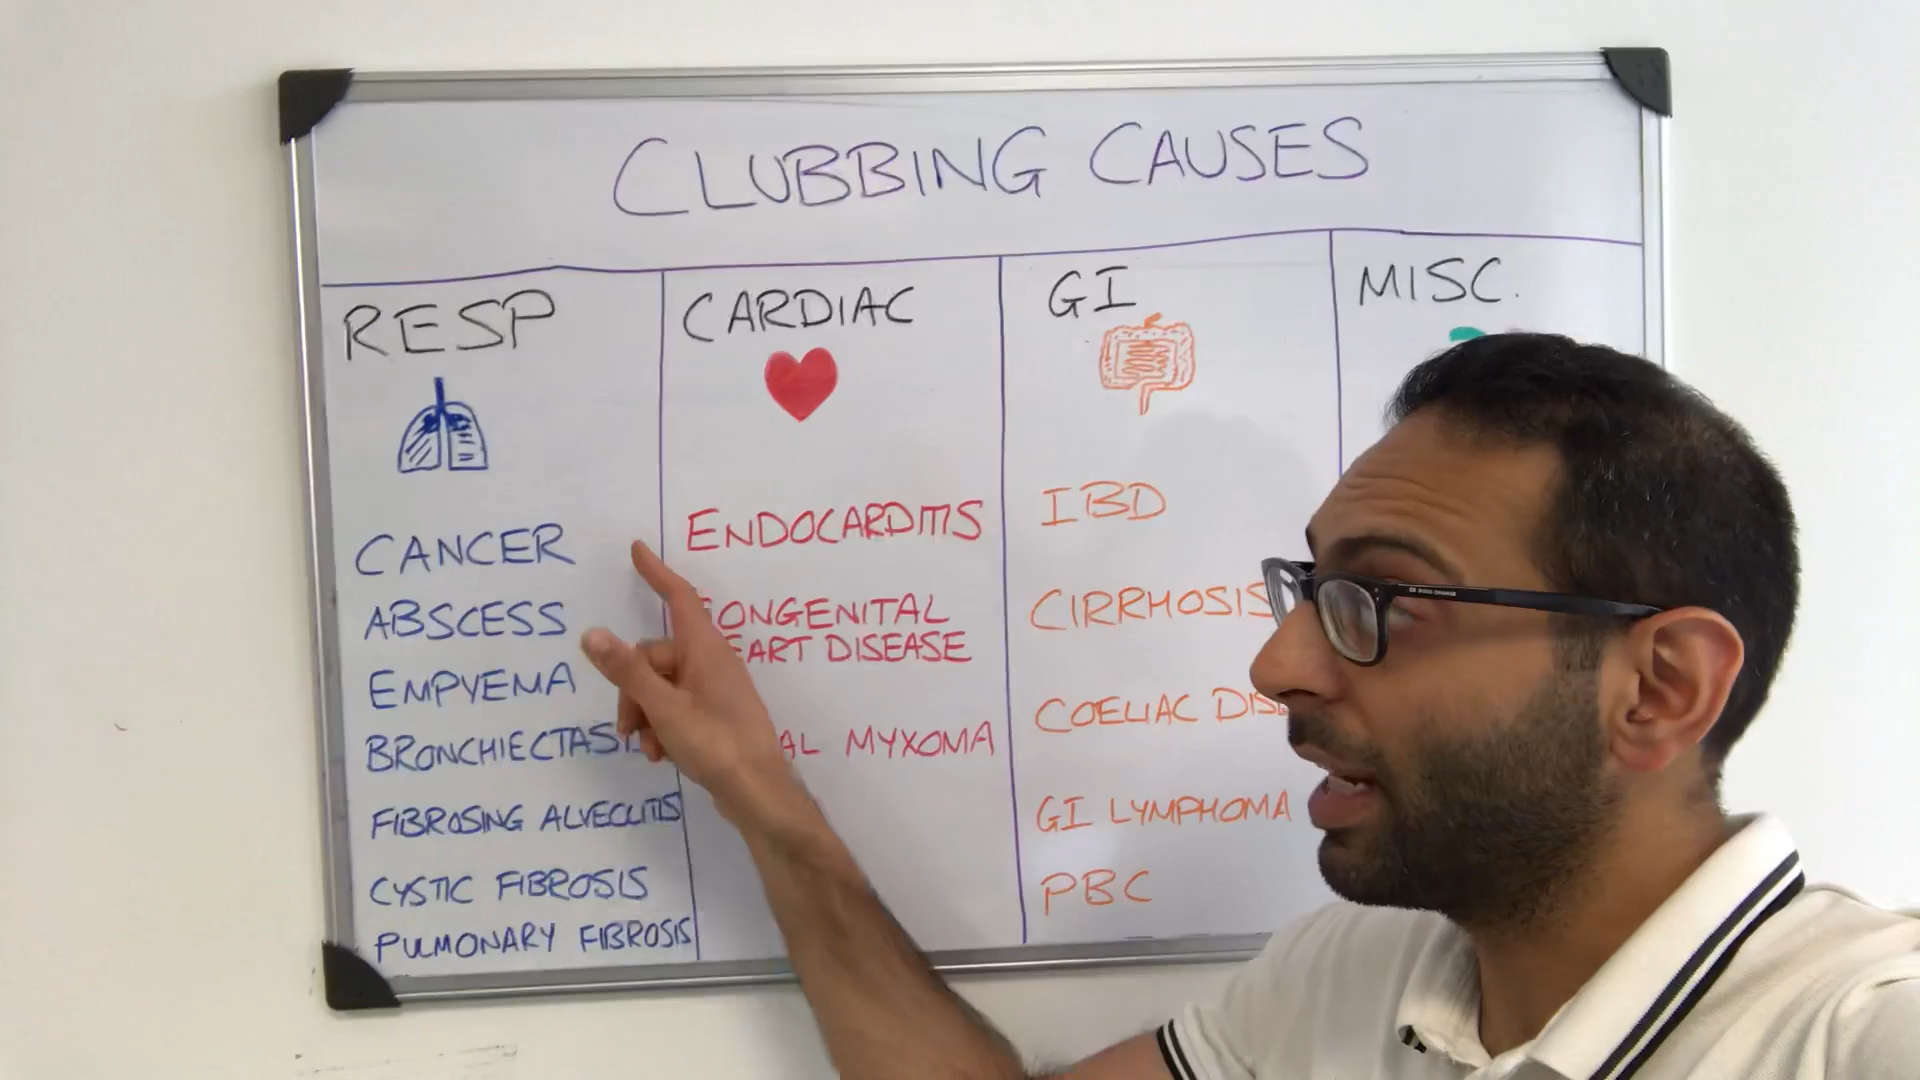 CLUBBING CAUSES
RESP
CANCER
ABSCESS
EMPYEMA
FIBROSING ALVEOLITIS
CYSTIC FIBROSIS
PULMONARY FIBROSIS
CARDIAC
ENDOCARDITIS
DISEASE
MYXOMA
GI
IBD
CIRRHOSIS
COELIAC
GI LYMPHOMA
PBC
MISC.